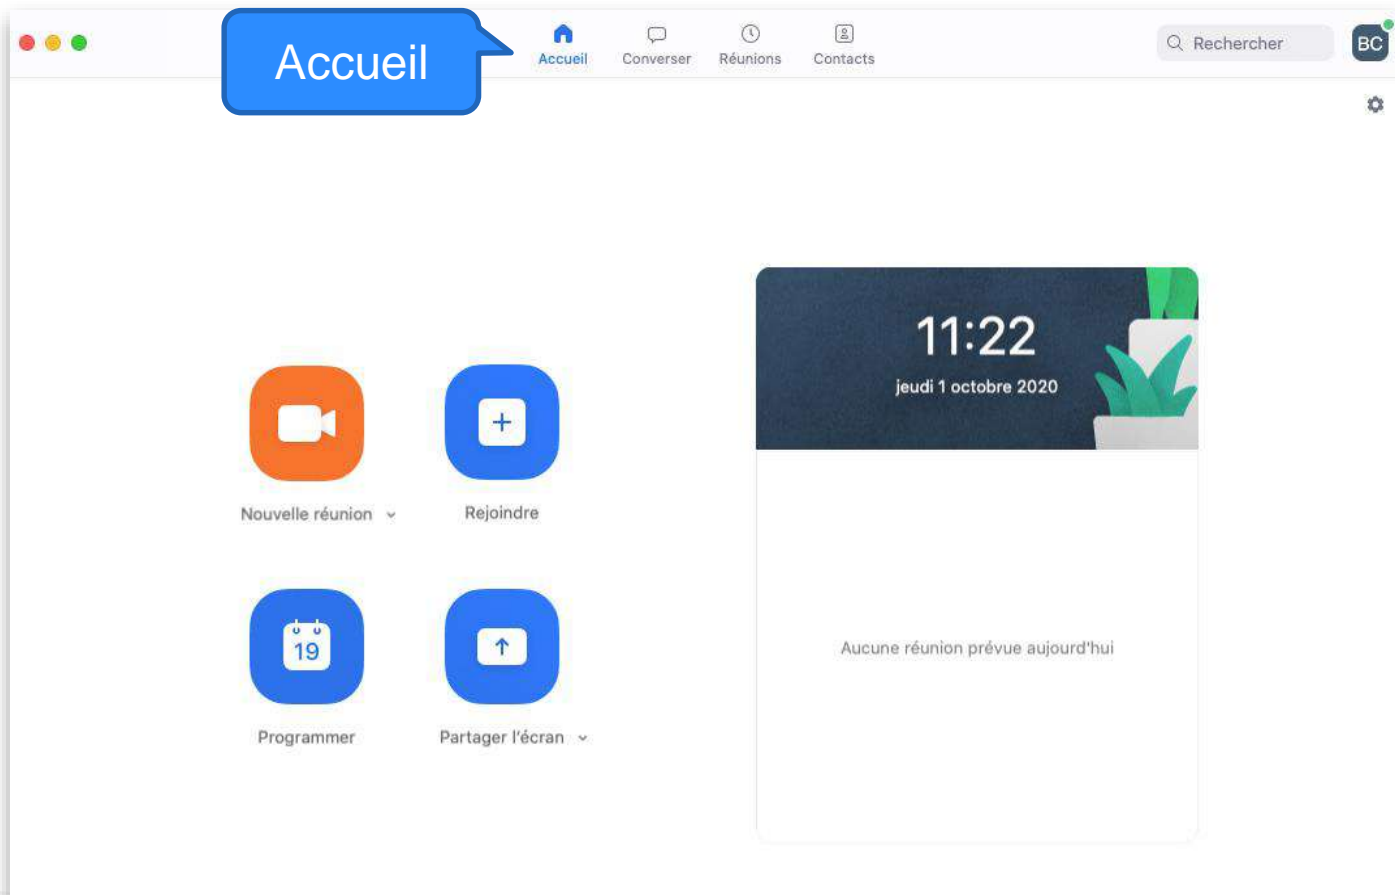 Accueil
Accueil
Converser
Réunions
Contacts
Rechercher
BC
11:22
jeudi 1 octobre 2020
Nouvelle réunion
Rejoindre
19
Programmer
Partager l'écran
Aucune réunion prévue aujourd'hui